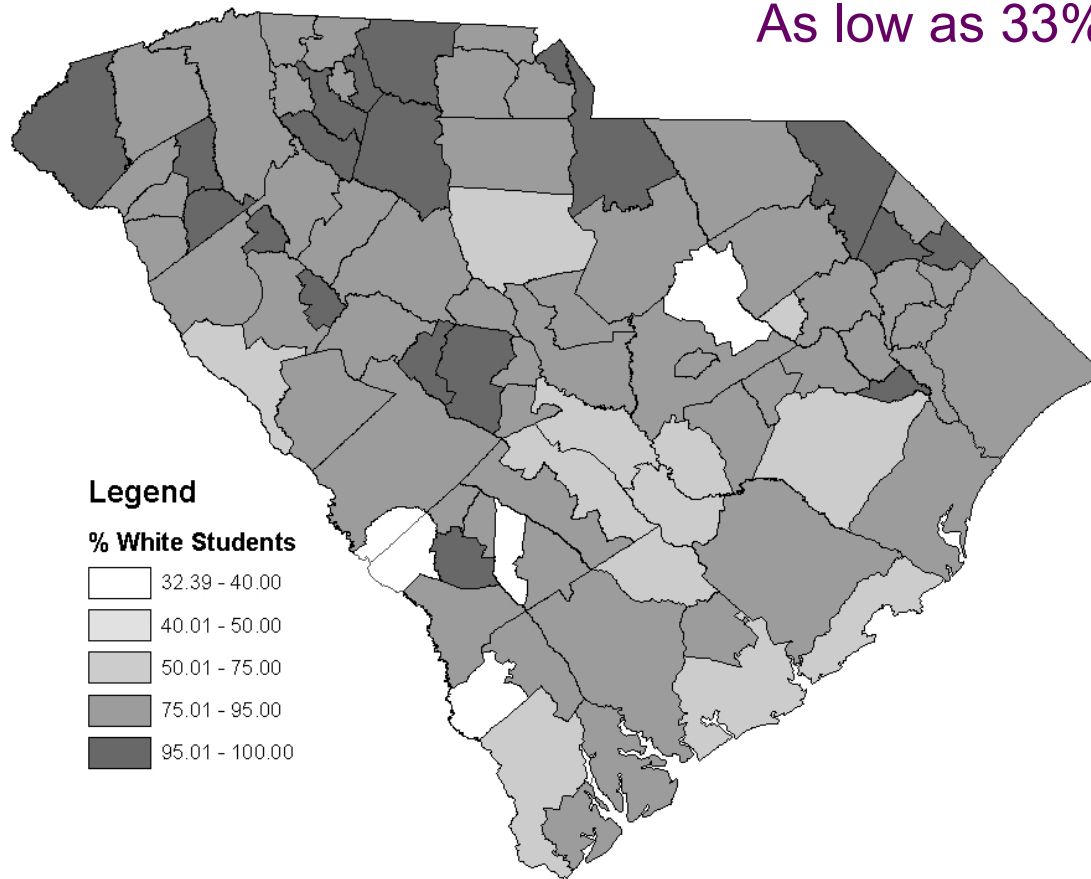 As low as 33%
Legend
% White Students
32.39 - 40.00
40.01 - 50.00
50.01 - 75.00
75.01 - 95.00
95.01 - 100.00